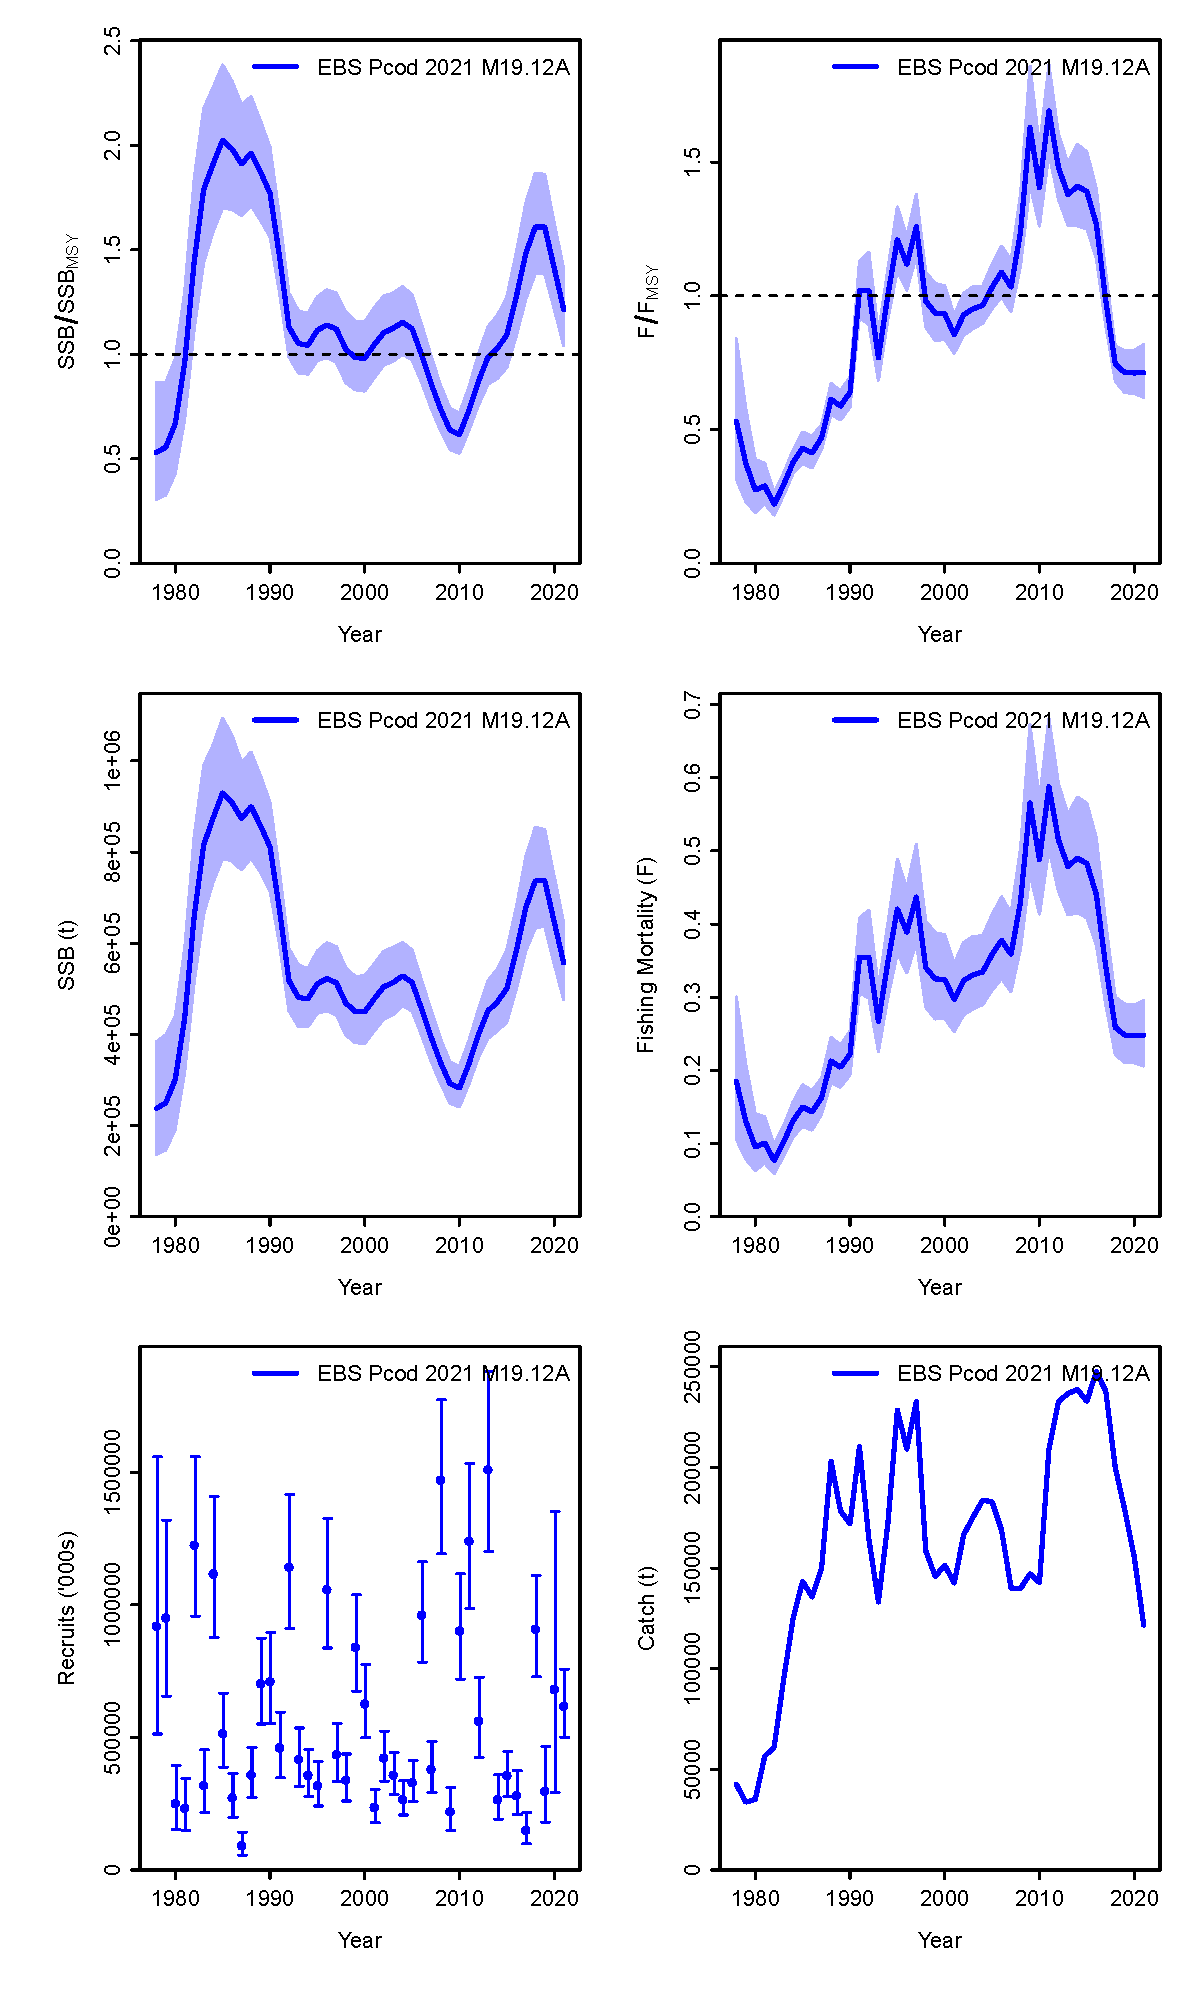 EBS Pcod 2021 M19.12A
SSB/SSBMSY
0.0 0.5 1.0 1.5 2.0 2.5
1980 1990 2000 2010 2020
Year
EBS Pcod 2021 M19.12A
F/FMSY
0.0 0.5 1.0 1.5
1980 1990 2000 2010 2020
Year
EBS Pcod 2021 M19.12A
SSB (t)
0e+00 2e+05 4e+05 6e+05 8e+05 1e+06
1980 1990 2000 2010 2020
Year
EBS Pcod 2021 M19.12A
Fishing Mortality (F)
0.0 0.1 0.2 0.3 0.4 0.5 0.6 0.7
1980 1990 2000 2010 2020
Year
EBS Pcod 2021 M19.12A
Recruits ('000s)
0 500000 1000000 1500000
1980 1990 2000 2010 2020
Year
EBS Pcod 2021 M19.12A
Catch (t)
0 50000 100000 150000 200000 250000
1980 1990 2000 2010 2020
Year